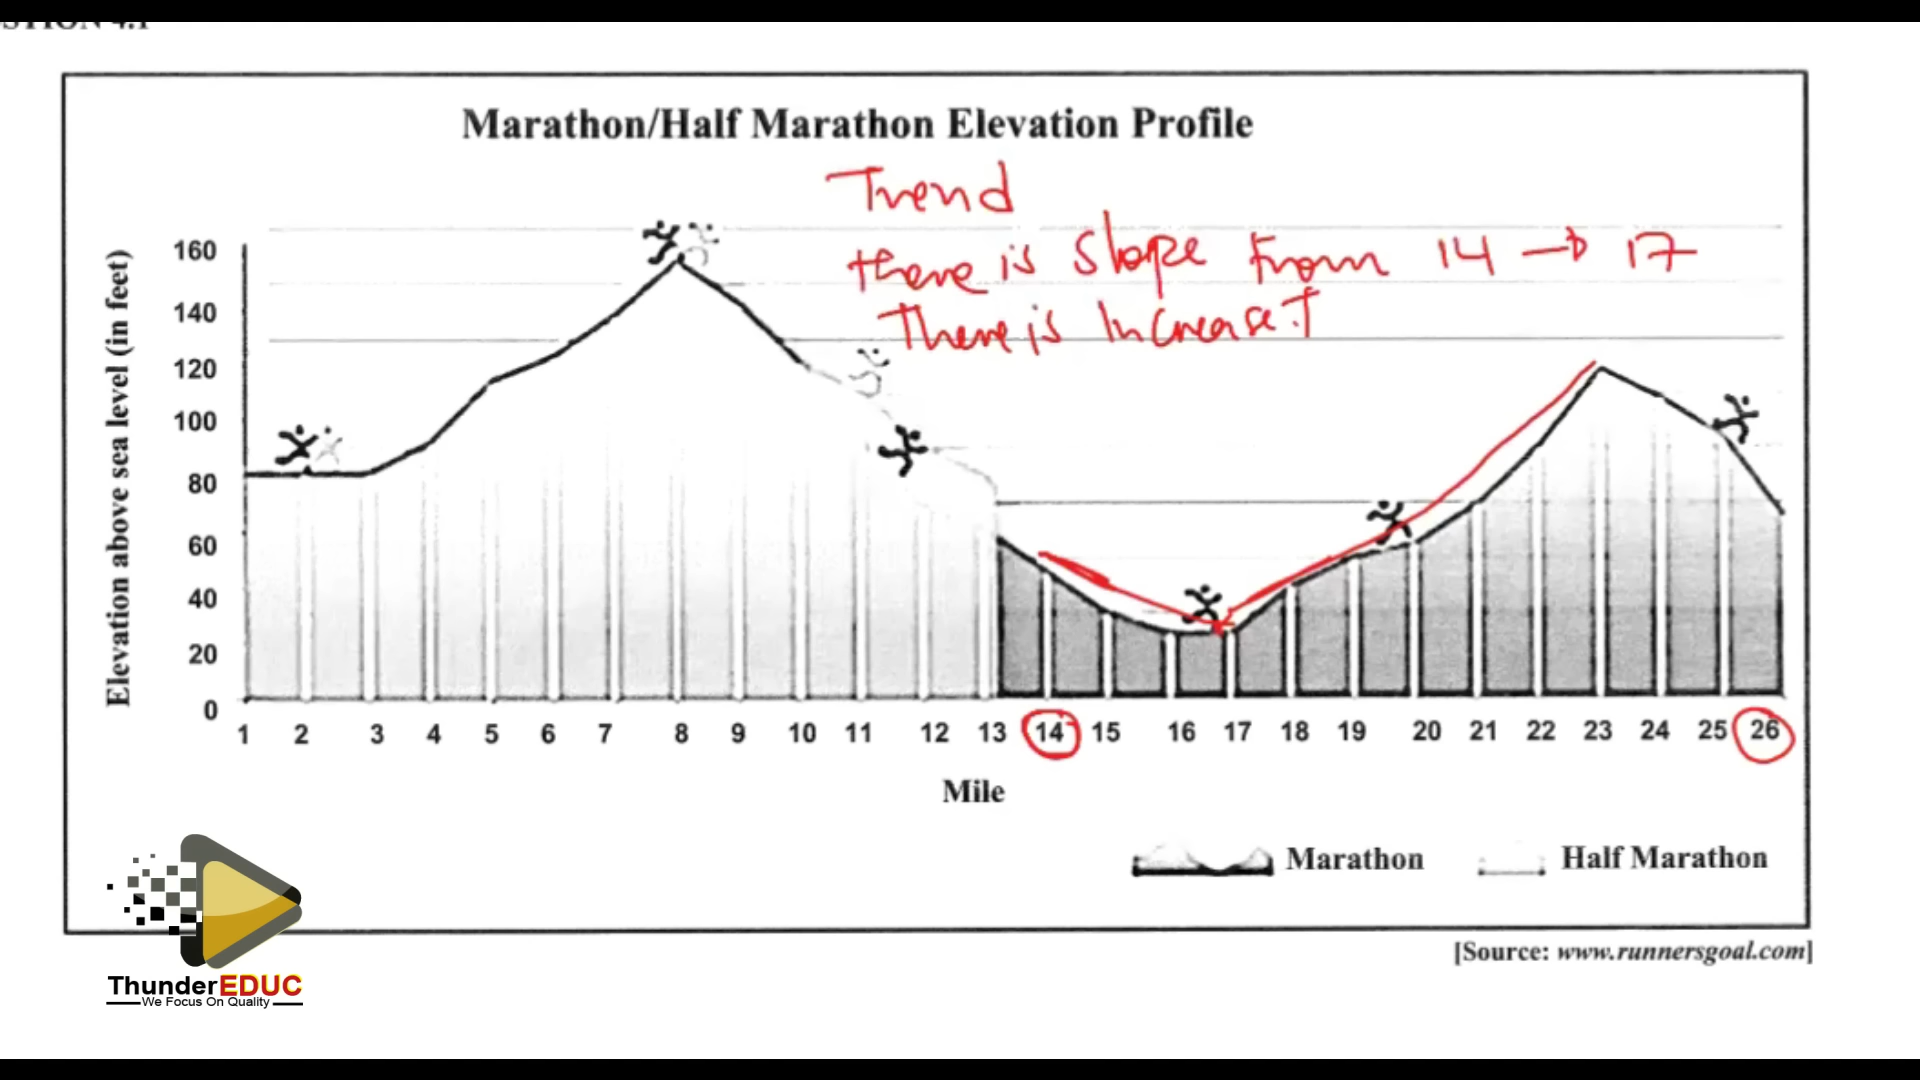 Marathon/Half Marathon Elevation Profile
Trend
there is slope from 14 → 17
There is Increase ↑
Elevation above sea level (in feet)
160
140
120
100
80
60
40
20
0
1 2 3 4 5 6 7 8 9 10 11 12 13 14 15 16 17 18 19 20 21 22 23 24 25 26
Mile
Marathon Half Marathon
[Source: www.runnersgoal.com]
ThunderEDUC
We Focus On Quality